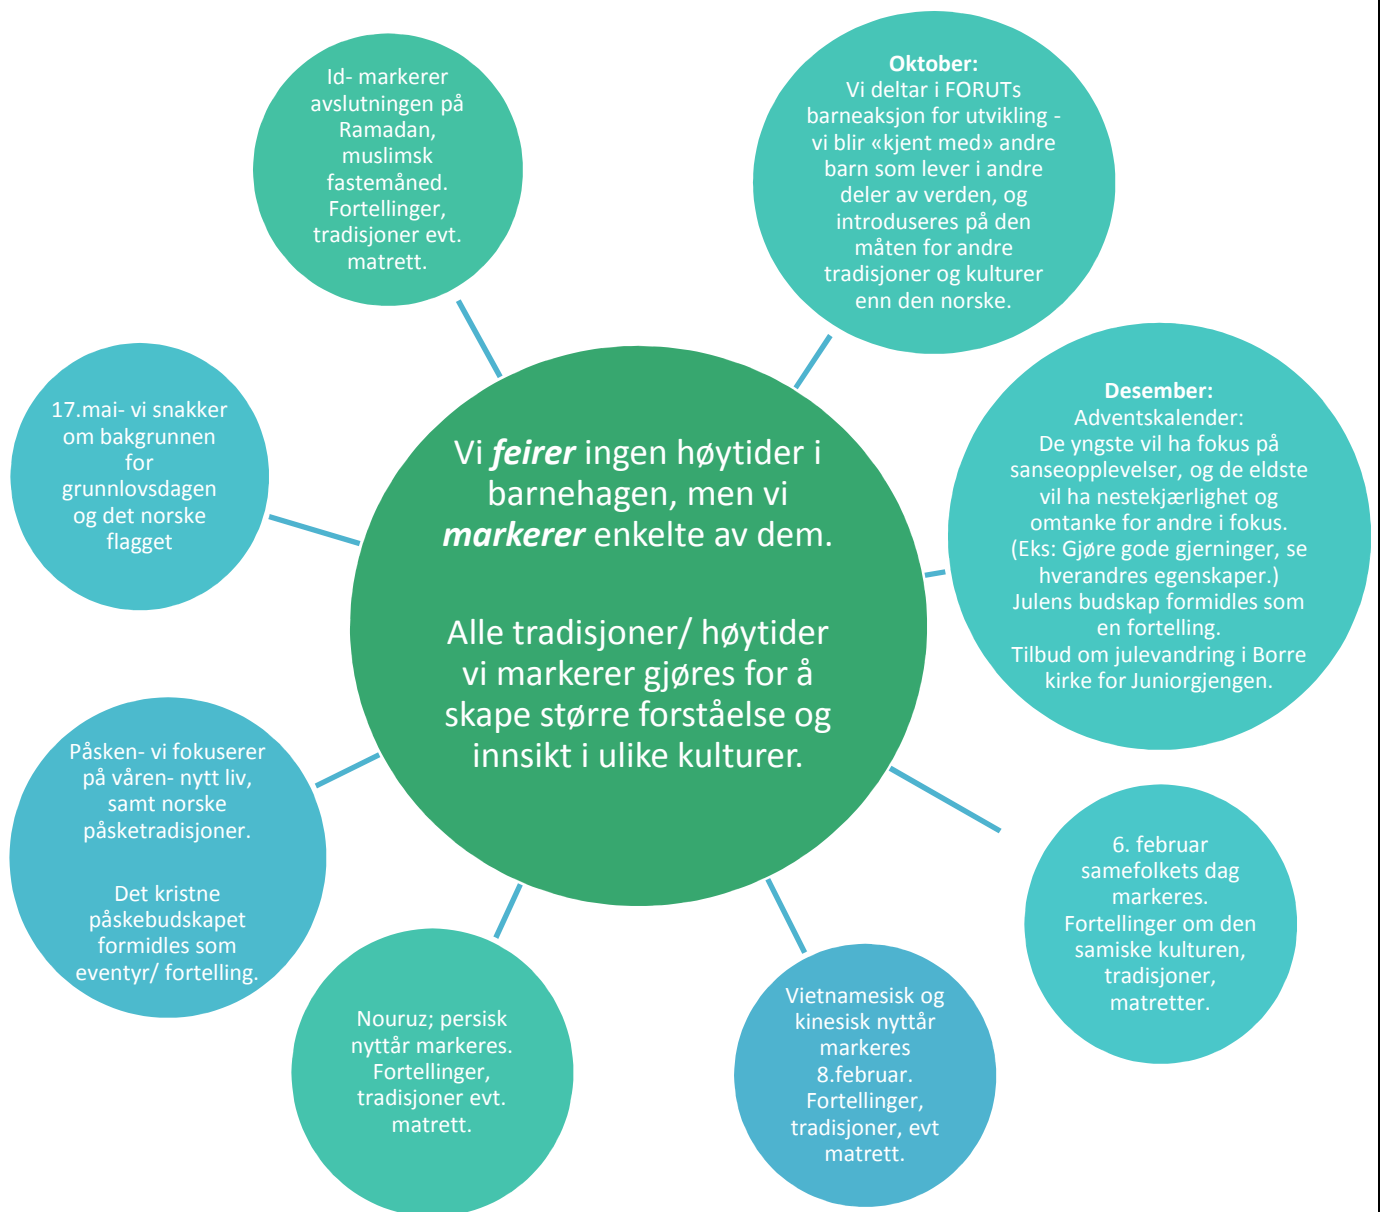 Id- markerer
avslutningen på
Ramadan,
muslimsk
fastemåned.
Fortellinger,
tradisjoner evt.
matrett.
Oktober:
Vi deltar i FORUTs
barneaksjon for utvikling -
vi blir «kjent med» andre
barn som lever i andre
deler av verden, og
introduseres på den
måten for andre
tradisjoner og kulturer
enn den norske.
Desember:
Adventskalender:
De yngste vil ha fokus på
sanseopplevelser, og de eldste
vil ha nestekjærlighet og
omtanke for andre i fokus.
(Eks: Gjøre gode gjerninger, se
hverandres egenskaper.)
Julens budskap formidles som
en fortelling.
Tilbud om julevandring i Borre
kirke for Juniorgjengen.
17.mai- vi snakker
om bakgrunnen
for
grunnlovsdagen
og det norske
flagget
Vi feirer ingen høytider i
barnehagen, men vi
markerer enkelte av dem.
Alle tradisjoner/ høytider
vi markerer gjøres for å
skape større forståelse og
innsikt i ulike kulturer.
Påsken- vi fokuserer
på våren- nytt liv,
samt norske
påsketradisjoner.
Det kristne
påskebudskapet
formidles som
eventyr/ fortelling.
6. februar
samefolkets dag
markeres.
Fortellinger om den
samiske kulturen,
tradisjoner,
matretter.
Nouruz; persisk
nyttår markeres.
Fortellinger,
tradisjoner evt.
matrett.
Vietnamesisk og
kinesisk nyttår
markeres
8.februar.
Fortellinger,
tradisjoner, evt
matrett.